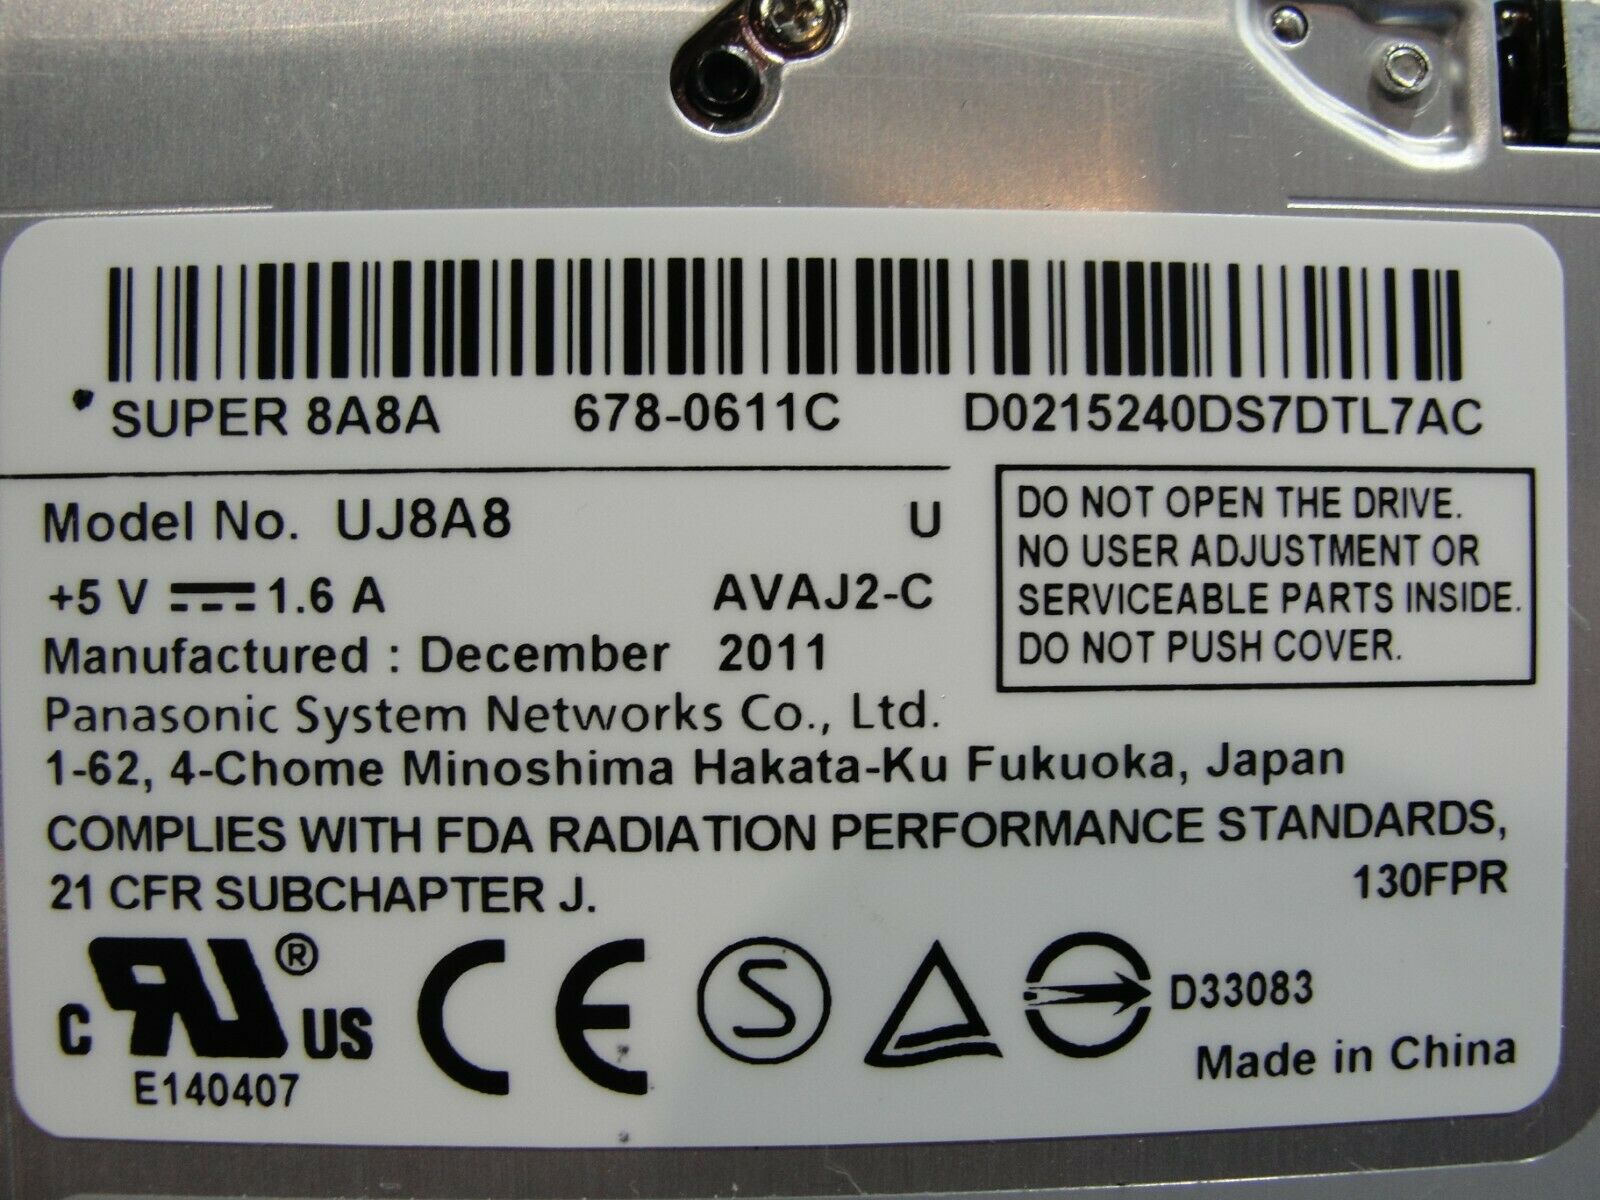 SUPER 8A8A 678-0611C D0215240DS7DTL7AC
Model No. UJ8A8 U
+5 V 1.6 A AVAJ2-C
Manufactured : December 2011
DO NOT OPEN THE DRIVE.
NO USER ADJUSTMENT OR
SERVICEABLE PARTS INSIDE.
DO NOT PUSH COVER.
Panasonic System Networks Co., Ltd.
1-62, 4-Chome Minoshima Hakata-Ku Fukuoka, Japan
COMPLIES WITH FDA RADIATION PERFORMANCE STANDARDS,
21 CFR SUBCHAPTER J. 130FPR
C RU ® US CE S D33083
E140407
Made in China